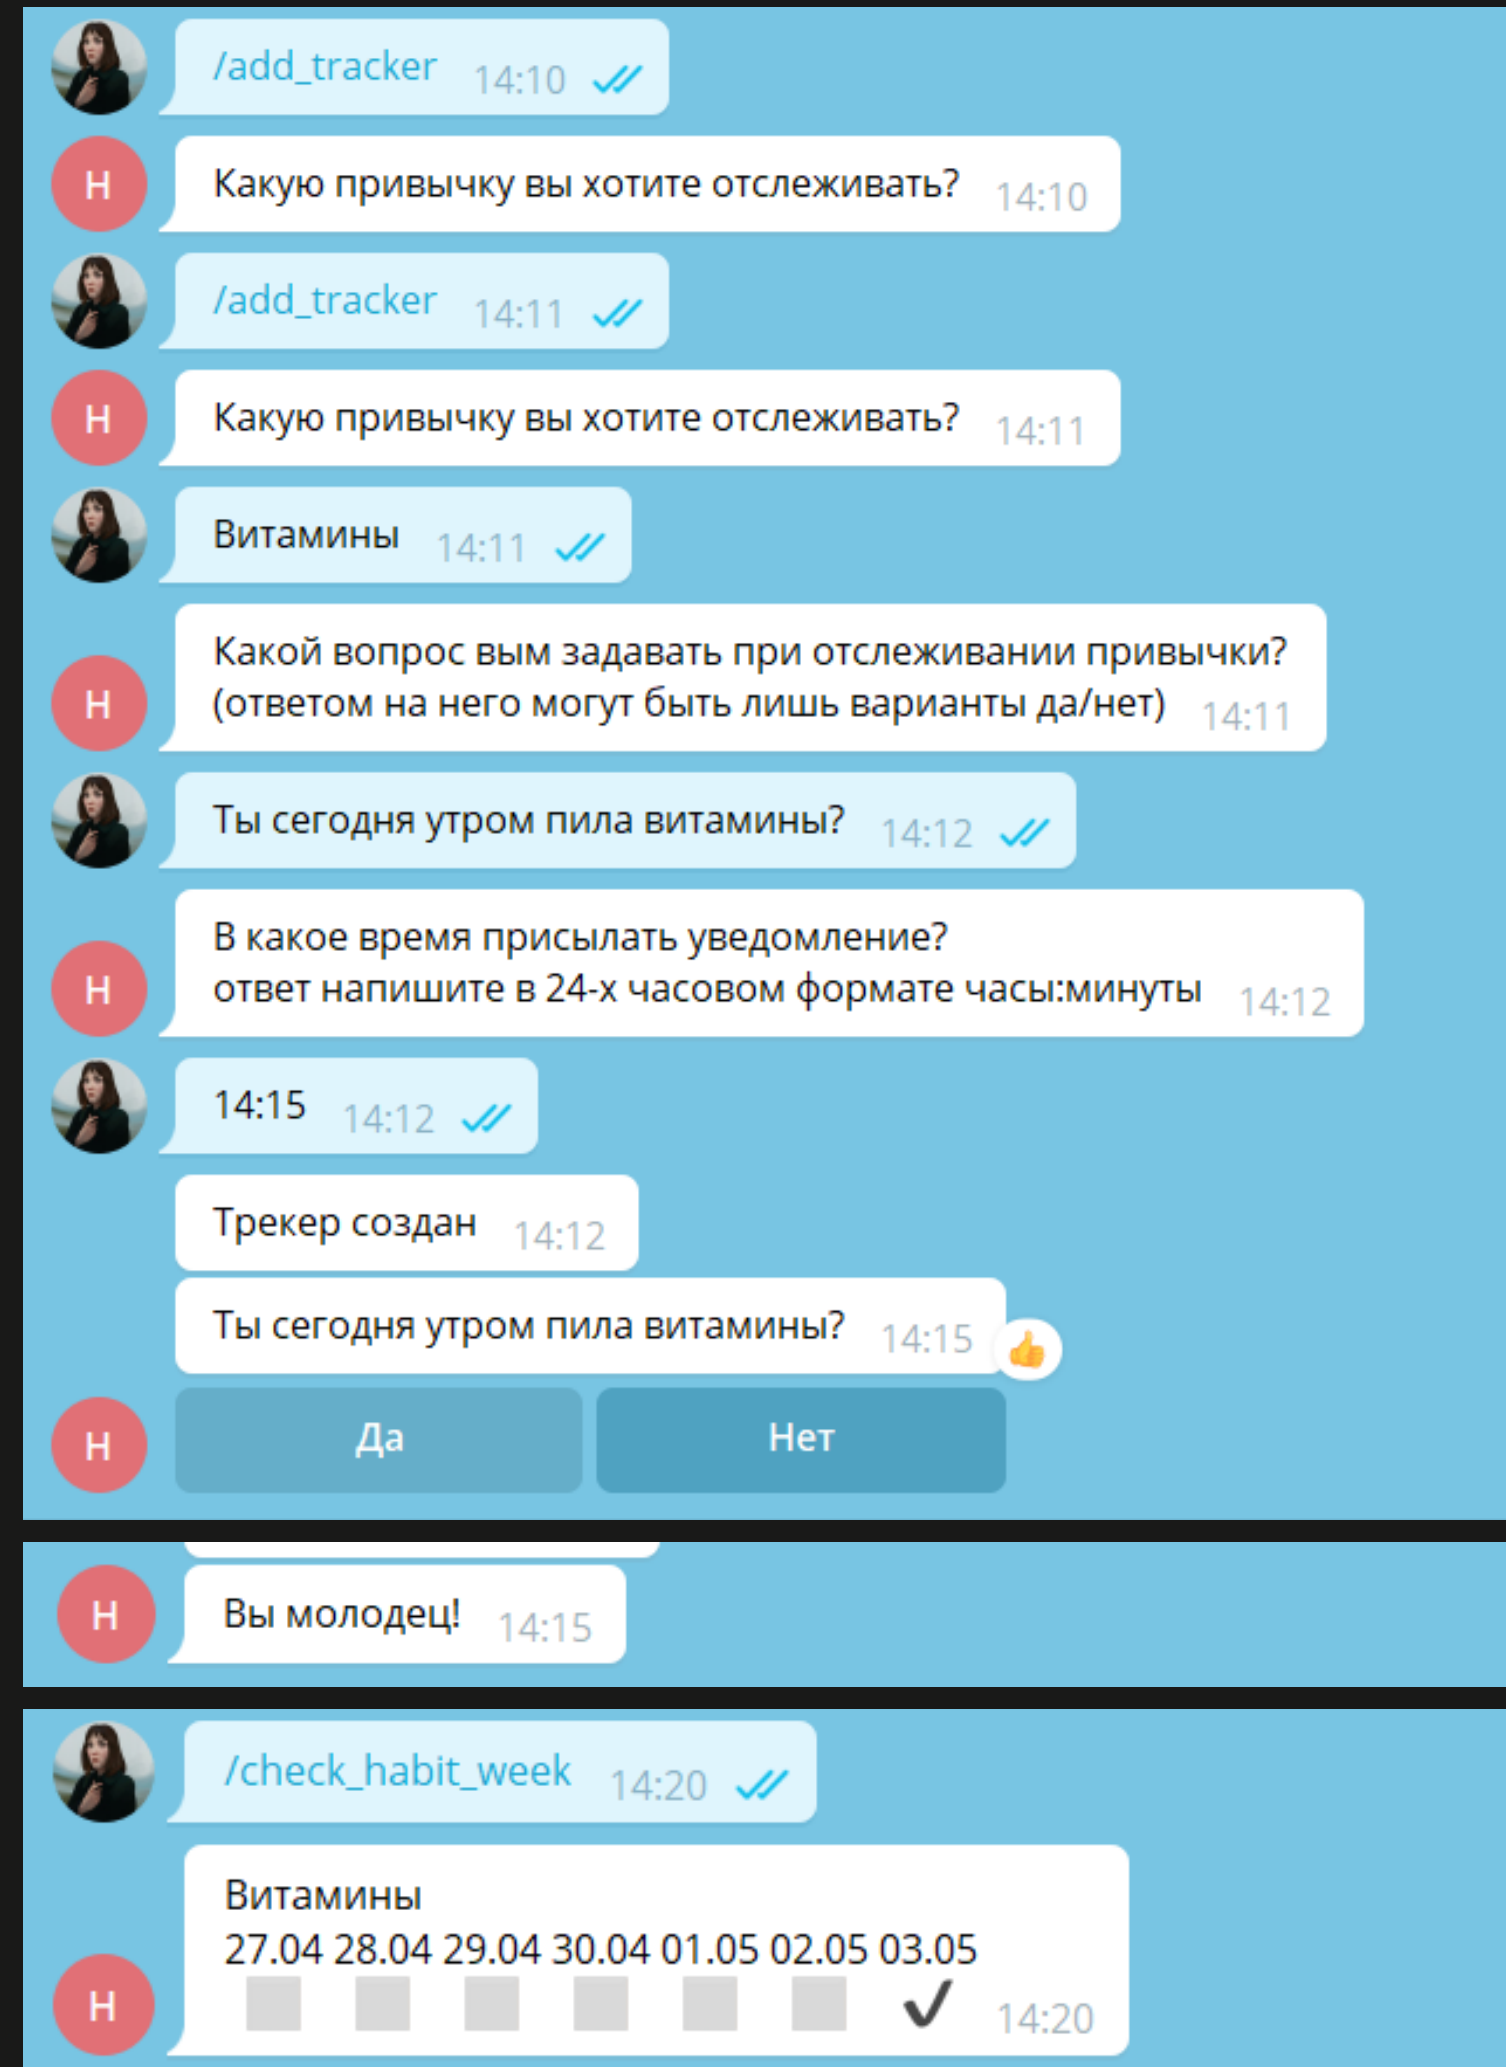 /add_tracker 14:10
Н
Какую привычку вы хотите отслеживать? 14:10
/add_tracker 14:11
Н
Какую привычку вы хотите отслеживать? 14:11
Витамины 14:11
Какой вопрос вым задавать при отслеживании привычки?
Н
(ответом на него могут быть лишь варианты да/нет) 14:11
Ты сегодня утром пила витамины? 14:12
В какое время присылать уведомление?
Н
ответ напишите в 24-х часовом формате часы:минуты 14:12
14:15 14:12
Трекер создан 14:12
Ты сегодня утром пила витамины? 14:15
Н
Да Нет
Н
Вы молодец! 14:15
/check_habit_week 14:20
Витамины
27.04 28.04 29.04 30.04 01.05 02.05 03.05
Н
14:20